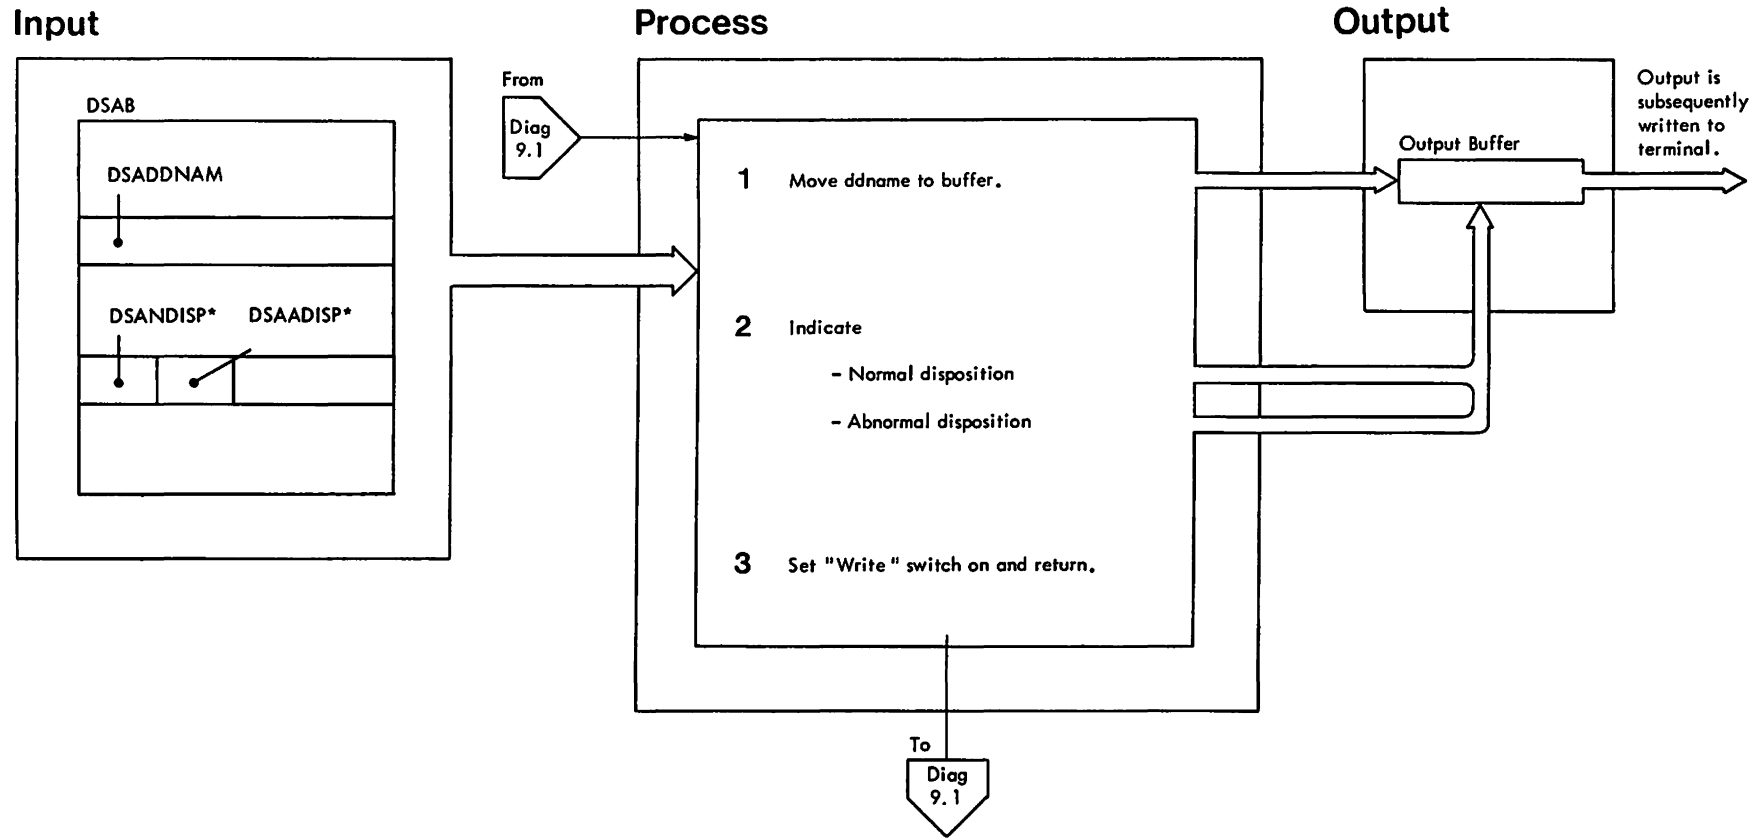 Input
Process
Output
DSAB
DSADDNAM
DSANDISP*
DSAADISP*
From
Diag
9.1
1 Move ddname to buffer.
2 Indicate
- Normal disposition
- Abnormal disposition
3 Set "Write" switch on and return.
To
Diag
9.1
Output Buffer
Output is
subsequently
written to
terminal.